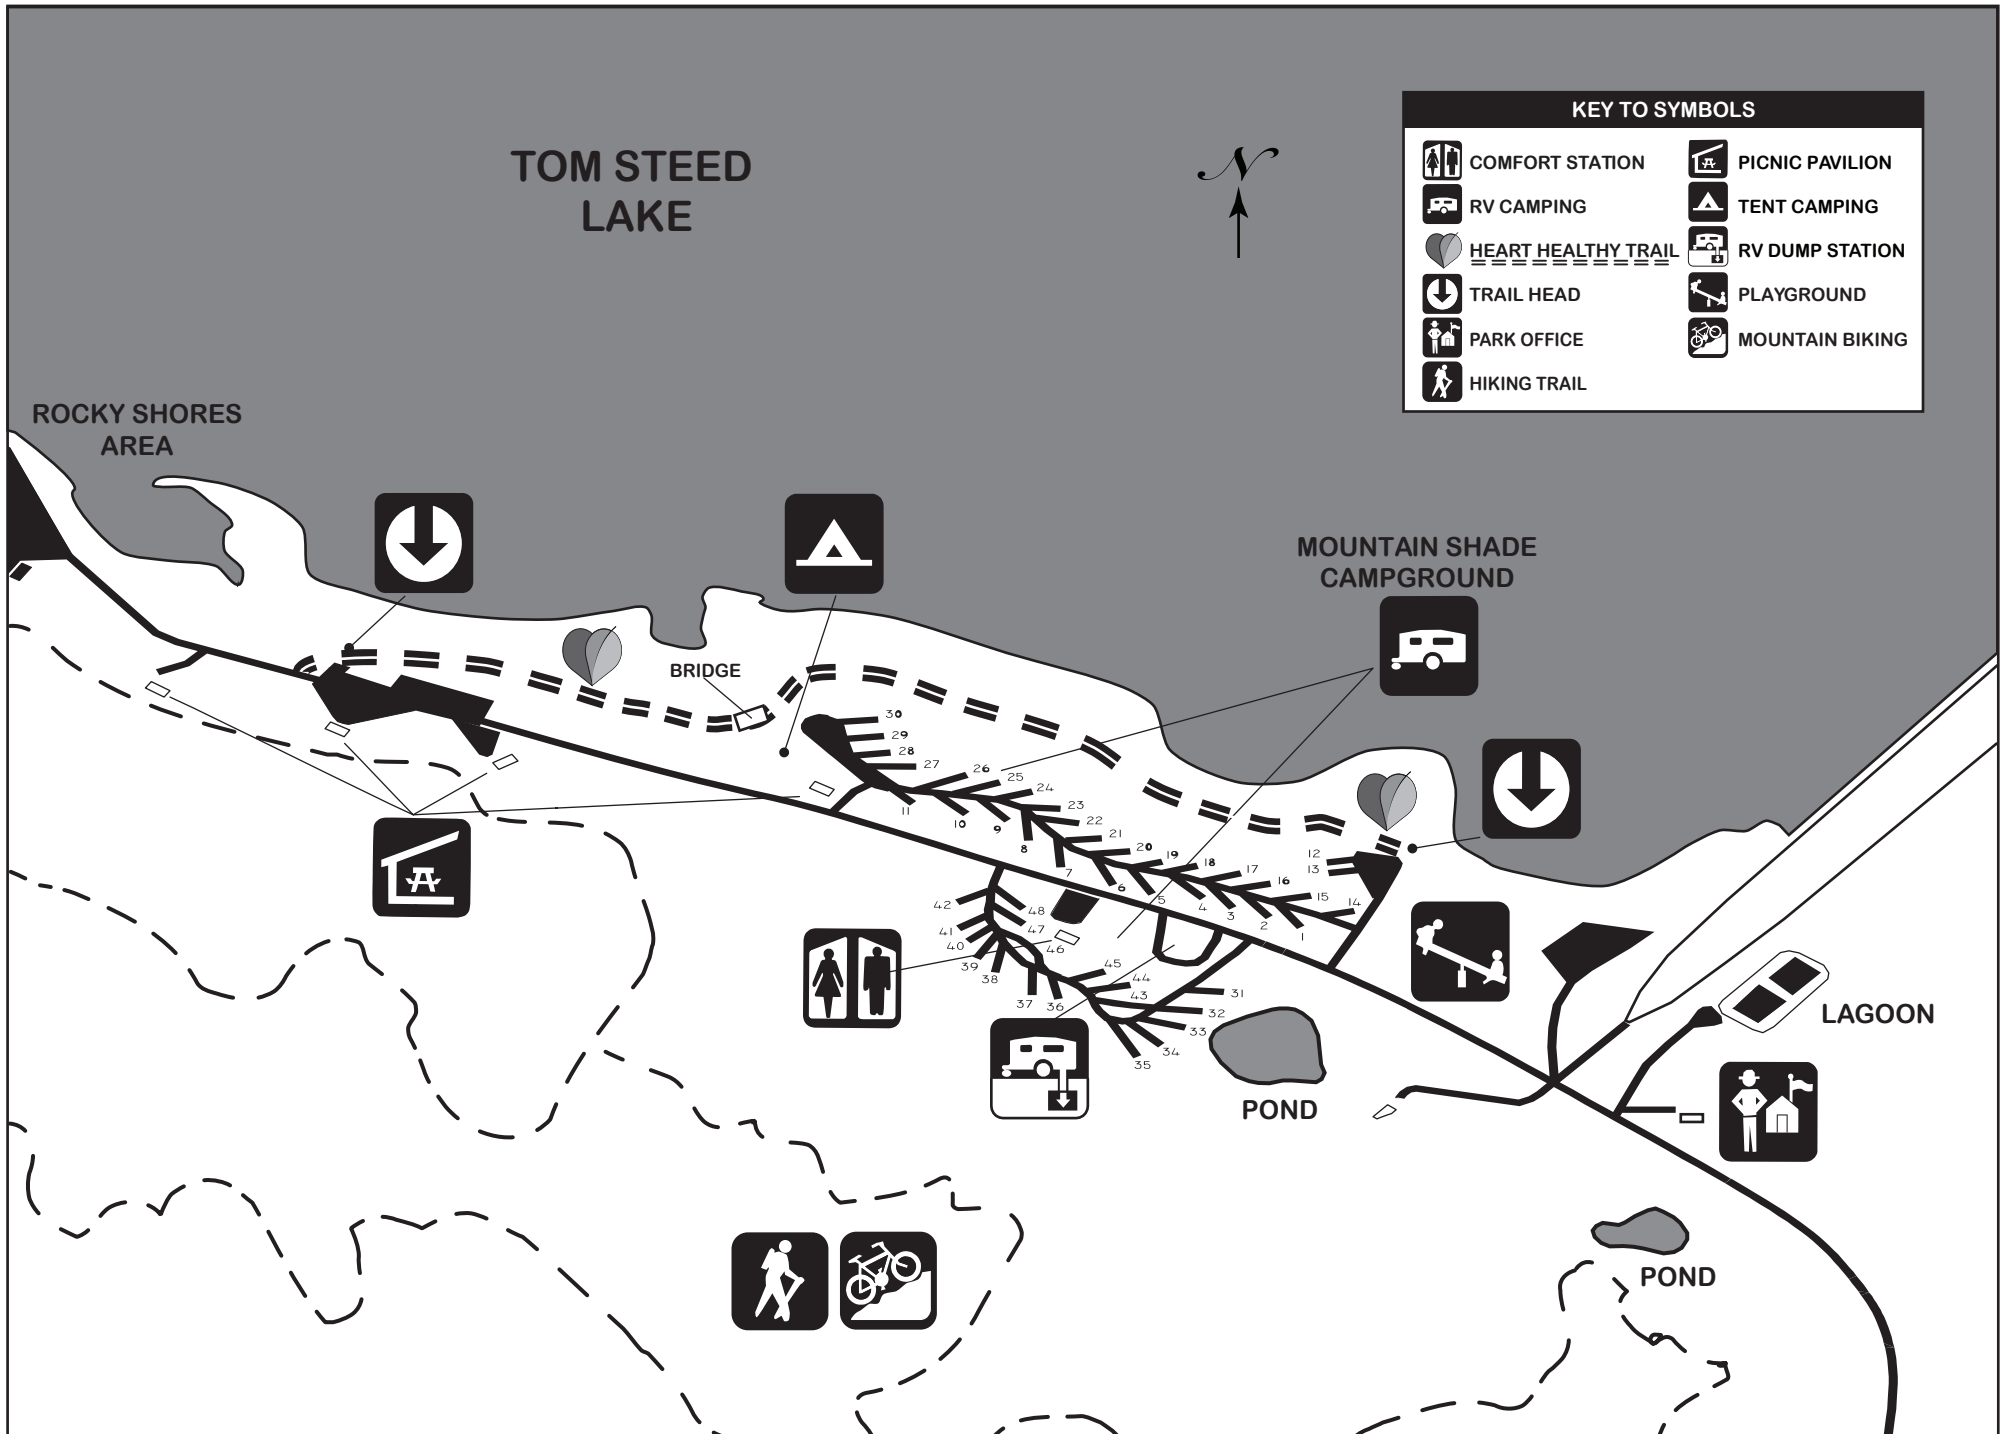 TOM STEED
LAKE
N
KEY TO SYMBOLS
COMFORT STATION
PICNIC PAVILION
RV CAMPING
TENT CAMPING
HEART HEALTHY TRAIL
RV DUMP STATION
TRAIL HEAD
PLAYGROUND
PARK OFFICE
MOUNTAIN BIKING
HIKING TRAIL
ROCKY SHORES
AREA
MOUNTAIN SHADE
CAMPGROUND
BRIDGE
30
29
28
27
26
25
24
23
22
21
20
19
18
17
16
15
14
12
13
11
10
9
8
7
6
5
4
3
2
1
42
41
40
39
38
37
36
48
47
46
45
44
43
31
32
33
34
35
LAGOON
POND
POND